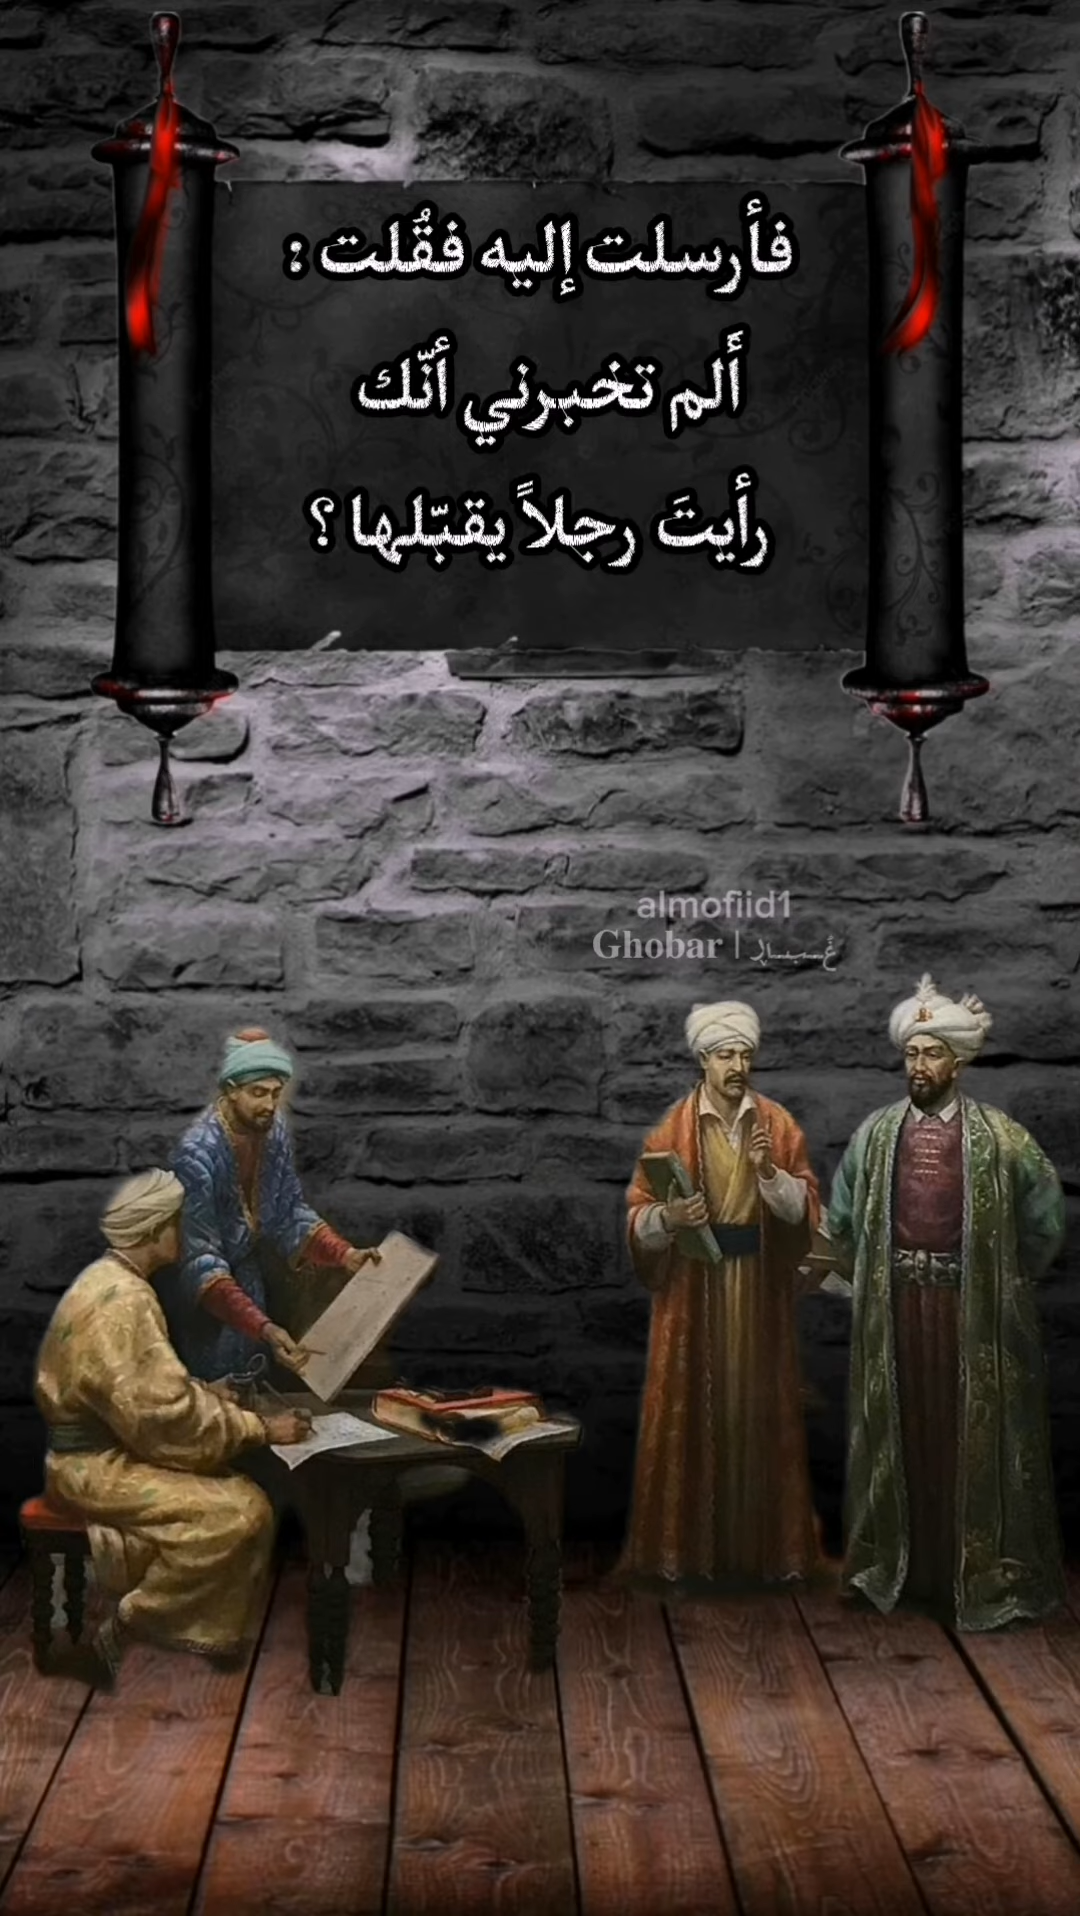 فأرسلت إليه فقُلت :
ألم تخبرني أنّك
رأيتَ رجلاً يقبّلها ؟
almofiid1
Ghobar | غُـبـار